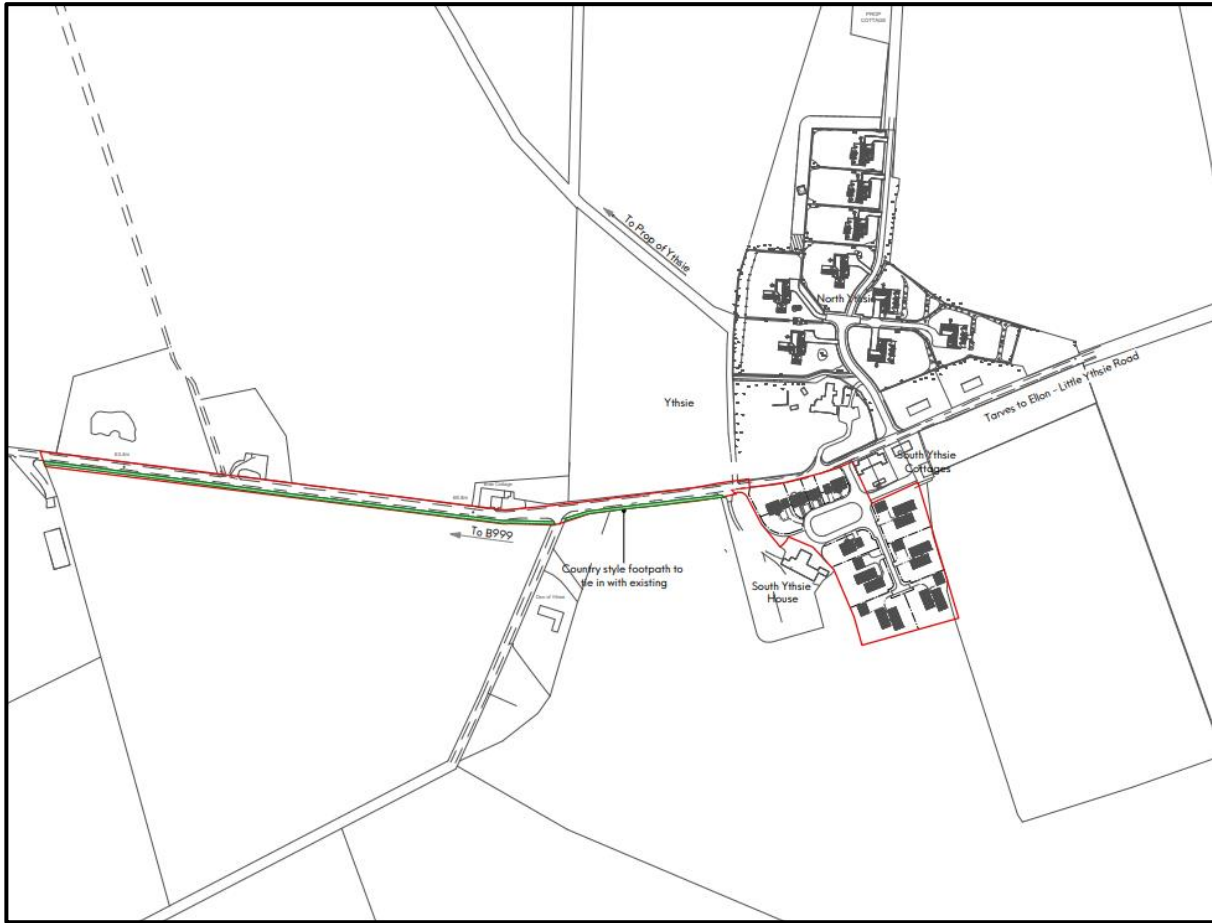 PROP
COTTAGE
To Prop of Ythsie
North Ythsie
Tarves to Ellon - Little Ythsie Road
Ythsie
South Ythsie
Cottages
To B999
Country style footpath to
tie in with existing
South Ythsie
House